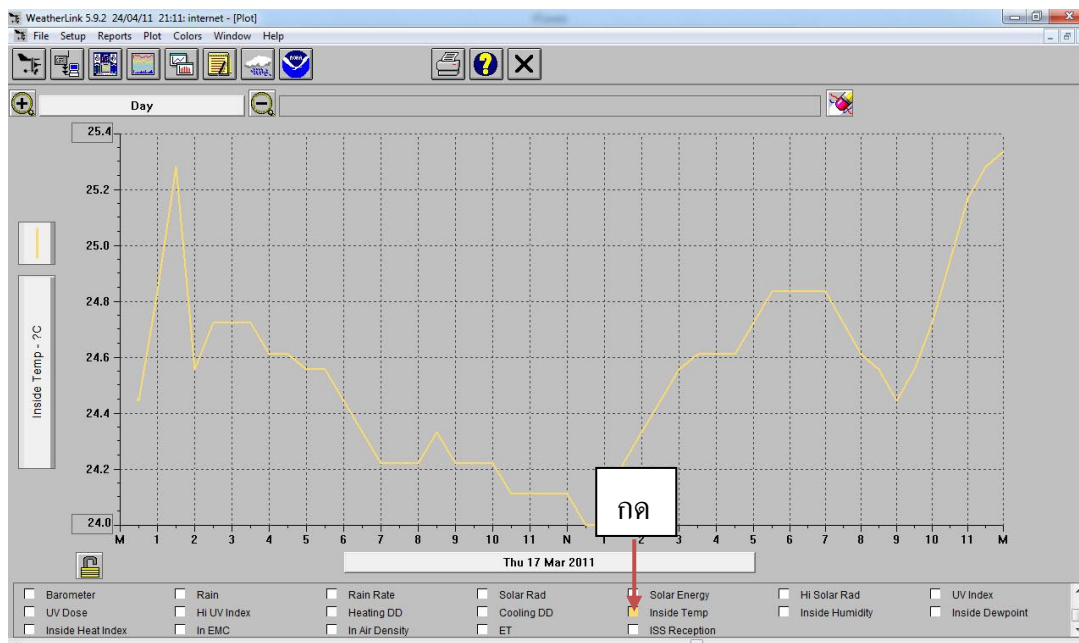 WeatherLink 5.9.2 24/04/11 21:11: internet - [Plot]
File Setup Reports Plot Colors Window Help
Day
25.4
25.2
25.0
24.8
24.6
24.4
24.2
24.0
Inside Temp - ?C
กด
M 1 2 3 4 5 6 7 8 9 10 11 N 1 2 3 4 5 6 7 8 9 10 11 M
Thu 17 Mar 2011
Barometer Rain Rain Rate Solar Rad Solar Energy Hi Solar Rad UV Index
UV Dose Hi UV Index Heating DD Cooling DD Inside Temp Inside Humidity Inside Dewpoint
Inside Heat Index In EMC In Air Density ET ISS Reception